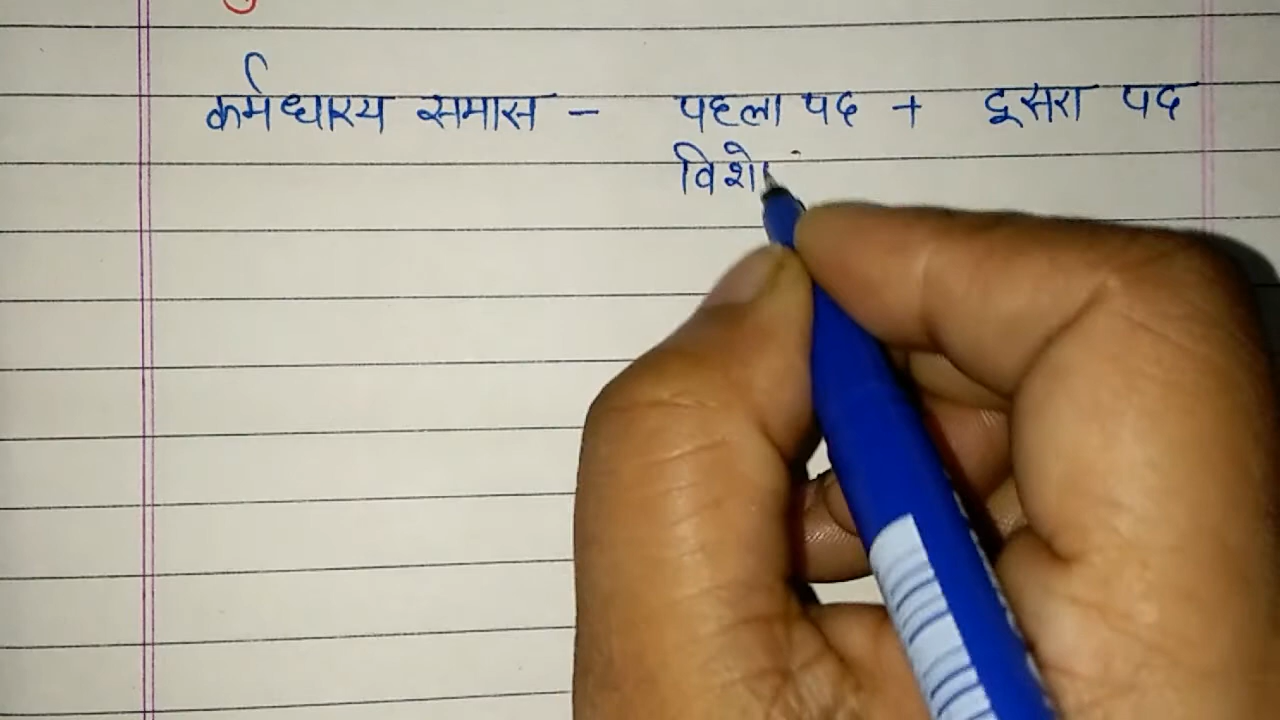 कर्मधारय समास - पहला पद + दूसरा पद
विशे